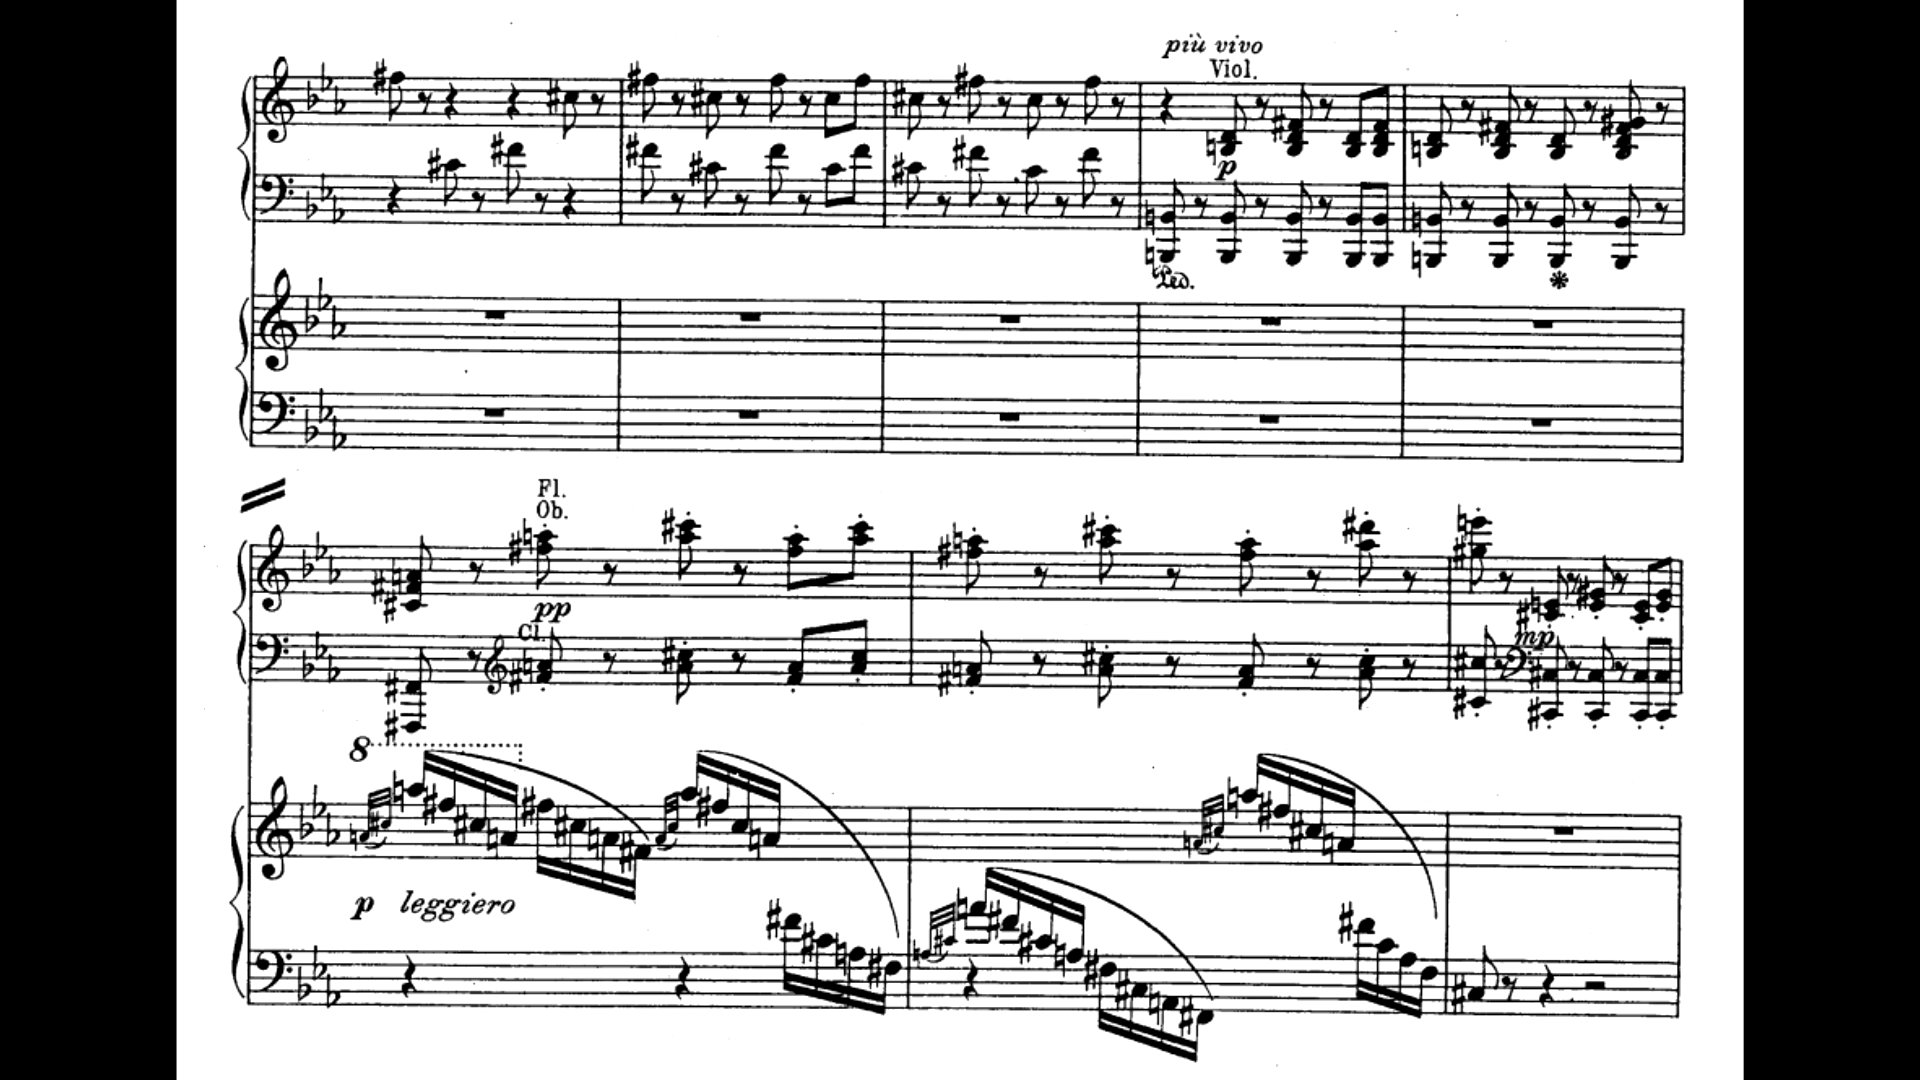 più vivo
Viol.
p
Ped.
Fl.
Ob.
pp
Cl.
mp
8
p leggiero